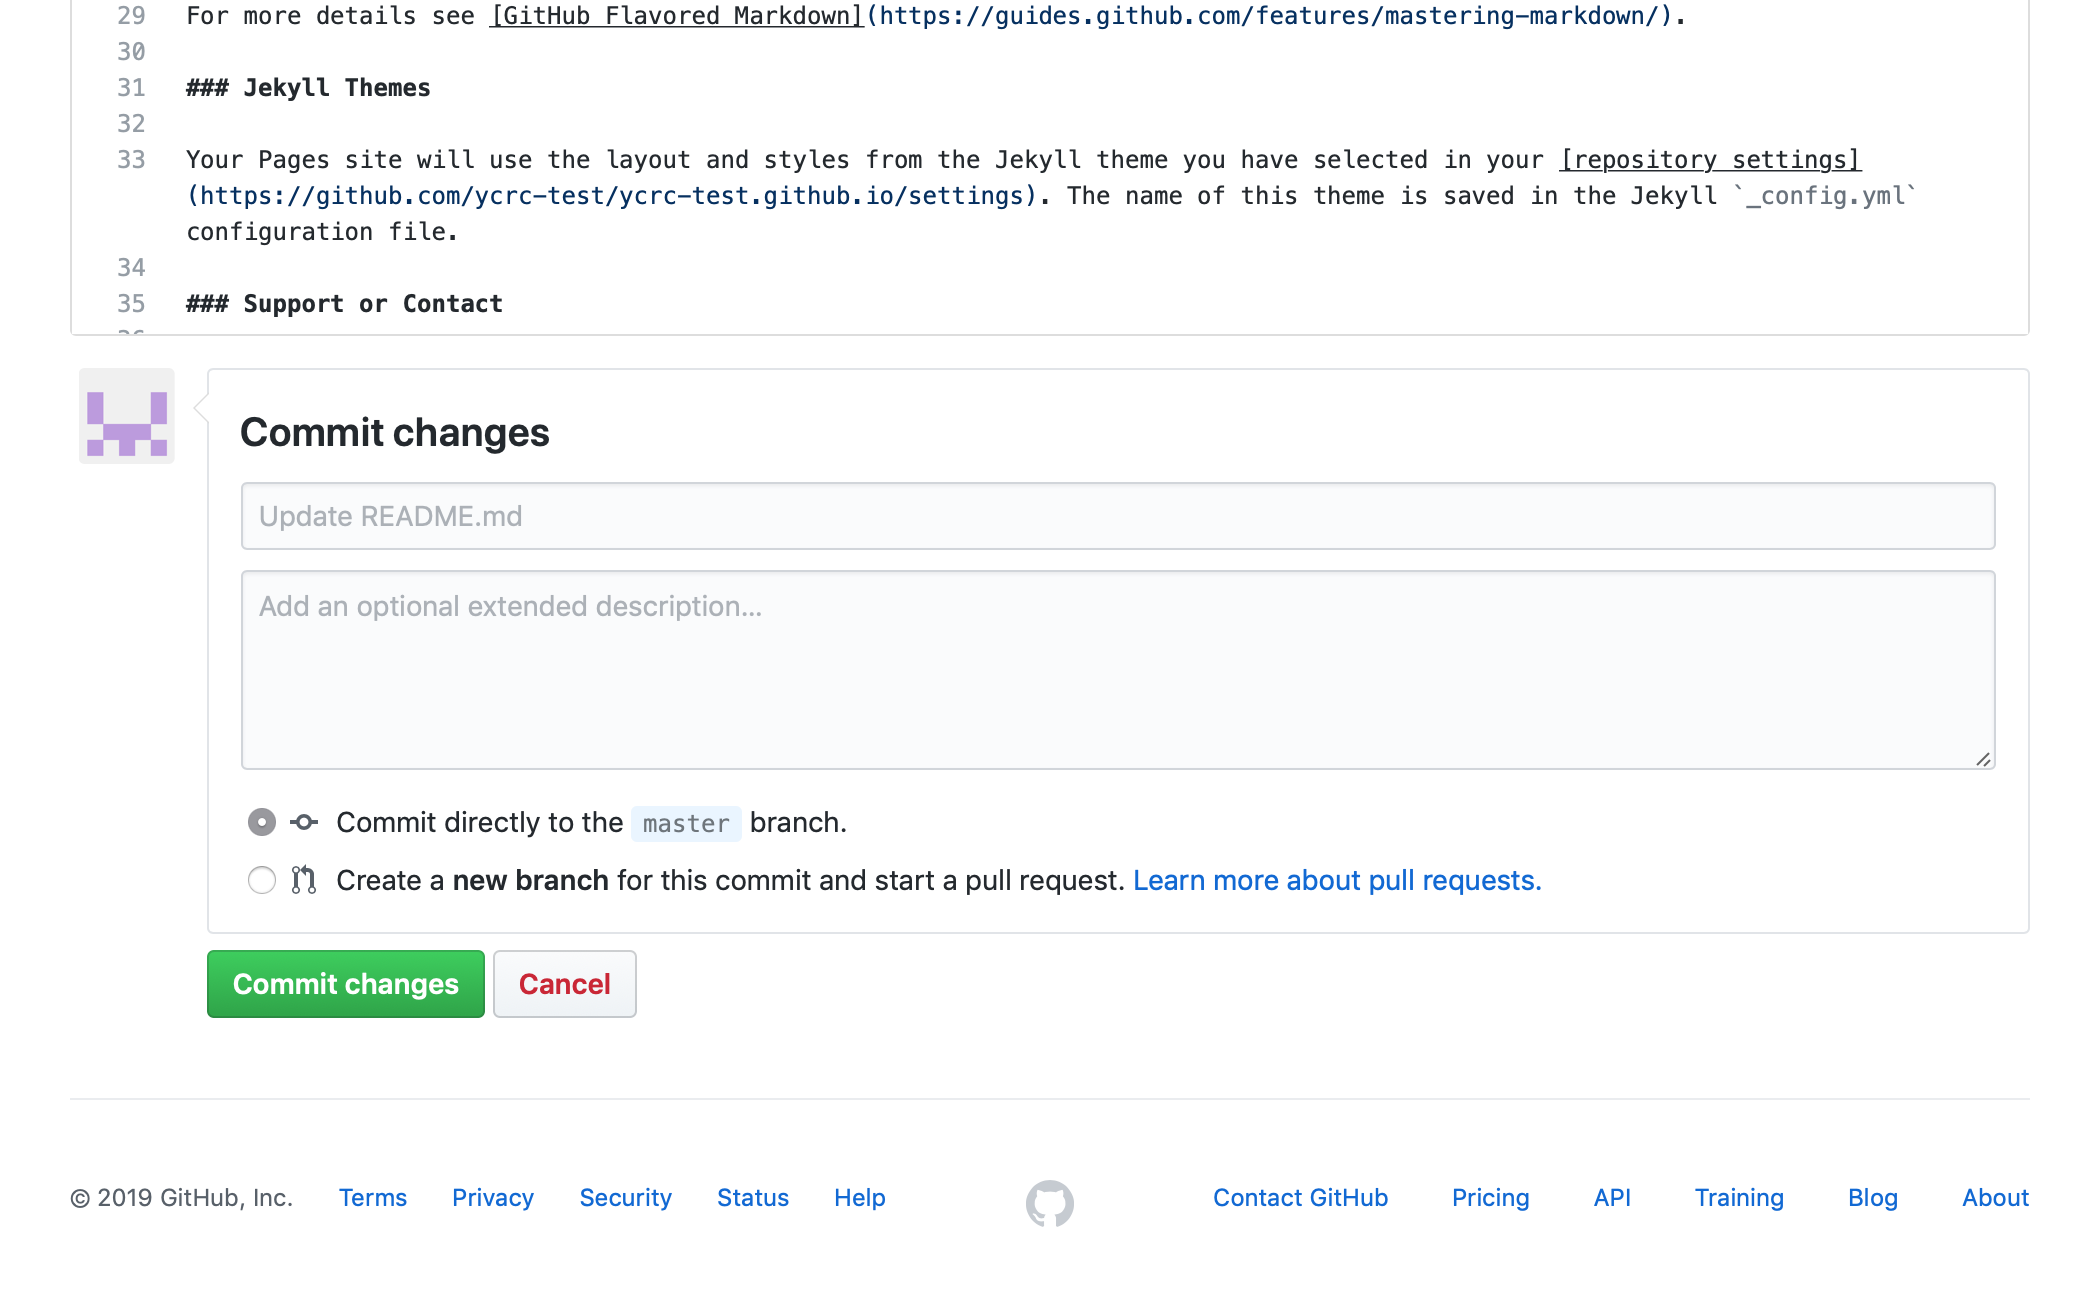 29 For more details see [GitHub Flavored Markdown](https://guides.github.com/features/mastering-markdown/).
30
31 ### Jekyll Themes
32
33 Your Pages site will use the layout and styles from the Jekyll theme you have selected in your [repository settings]
(https://github.com/ycrc-test/ycrc-test.github.io/settings). The name of this theme is saved in the Jekyll `_config.yml`
configuration file.
34
35 ### Support or Contact
Commit changes
Update README.md
Add an optional extended description...
Commit directly to the master branch.
Create a new branch for this commit and start a pull request. Learn more about pull requests.
Commit changes Cancel
© 2019 GitHub, Inc. Terms Privacy Security Status Help Contact GitHub Pricing API Training Blog About